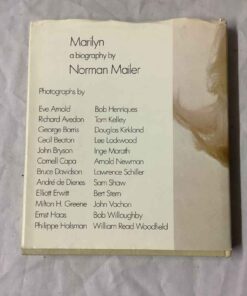 Marilyn
a biography by
Norman Mailer
Photographs by
Eve Arnold
Richard Avedon
George Barris
Cecil Beaton
John Bryson
Cornell Capa
Bruce Davidson
André de Dienes
Elliott Erwitt
Milton H. Greene
Ernst Haas
Philippe Halsman
Bob Henriques
Tom Kelley
Douglas Kirkland
Lee Lockwood
Inge Morath
Arnold Newman
Lawrence Schiller
Sam Shaw
Bert Stern
John Vachon
Bob Willoughby
William Read Woodfield